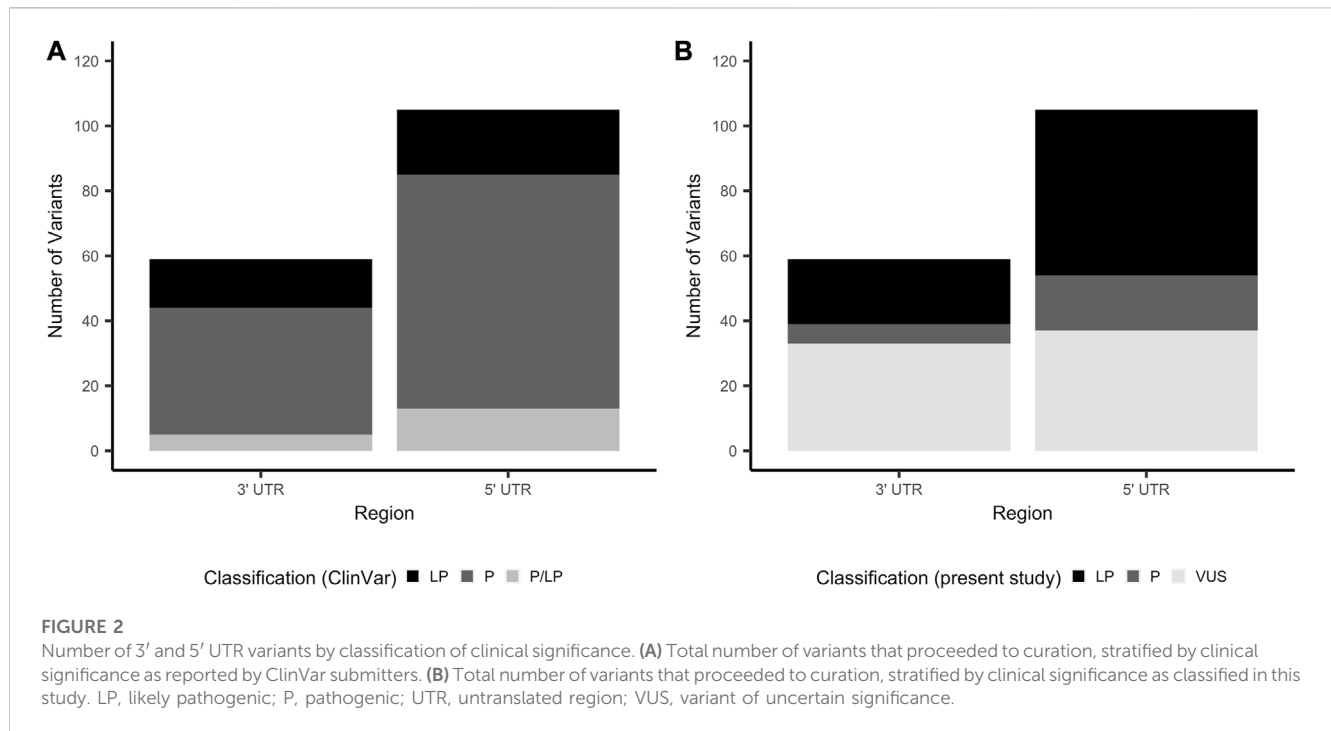 A
120
100
80
60
40
20
0
Number of Variants
3' UTR
5' UTR
Region
Classification (ClinVar) LP P P/LP
B
120
100
80
60
40
20
0
Number of Variants
3' UTR
5' UTR
Region
Classification (present study) LP P VUS
FIGURE 2
Number of 3′ and 5′ UTR variants by classification of clinical significance. (A) Total number of variants that proceeded to curation, stratified by clinical
significance as reported by ClinVar submitters. (B) Total number of variants that proceeded to curation, stratified by clinical significance as classified in this
study. LP, likely pathogenic; P, pathogenic; UTR, untranslated region; VUS, variant of uncertain significance.